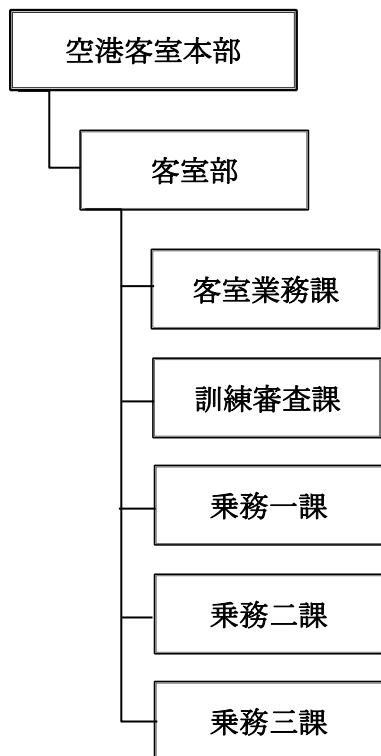 空港客室本部
客室部
客室業務課
訓練審査課
乗務一課
乗務二課
乗務三課